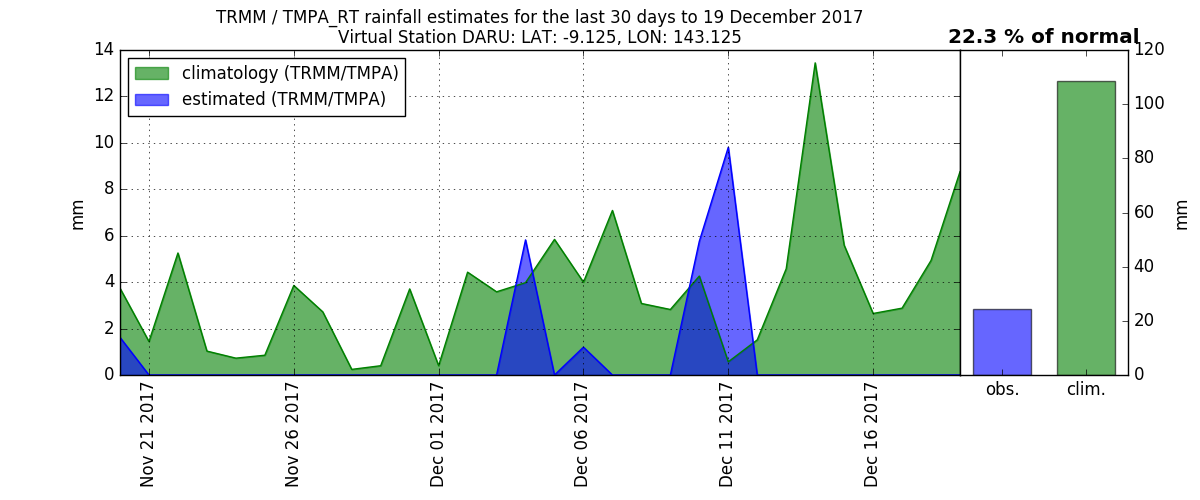 TRMM / TMPA_RT rainfall estimates for the last 30 days to 19 December 2017
Virtual Station DARU: LAT: -9.125, LON: 143.125
22.3 % of normal
climatology (TRMM/TMPA)
estimated (TRMM/TMPA)
14
12
10
8
6
4
2
0
mm
Nov 21 2017
Nov 26 2017
Dec 01 2017
Dec 06 2017
Dec 11 2017
Dec 16 2017
120
100
80
60
40
20
0
mm
obs.
clim.